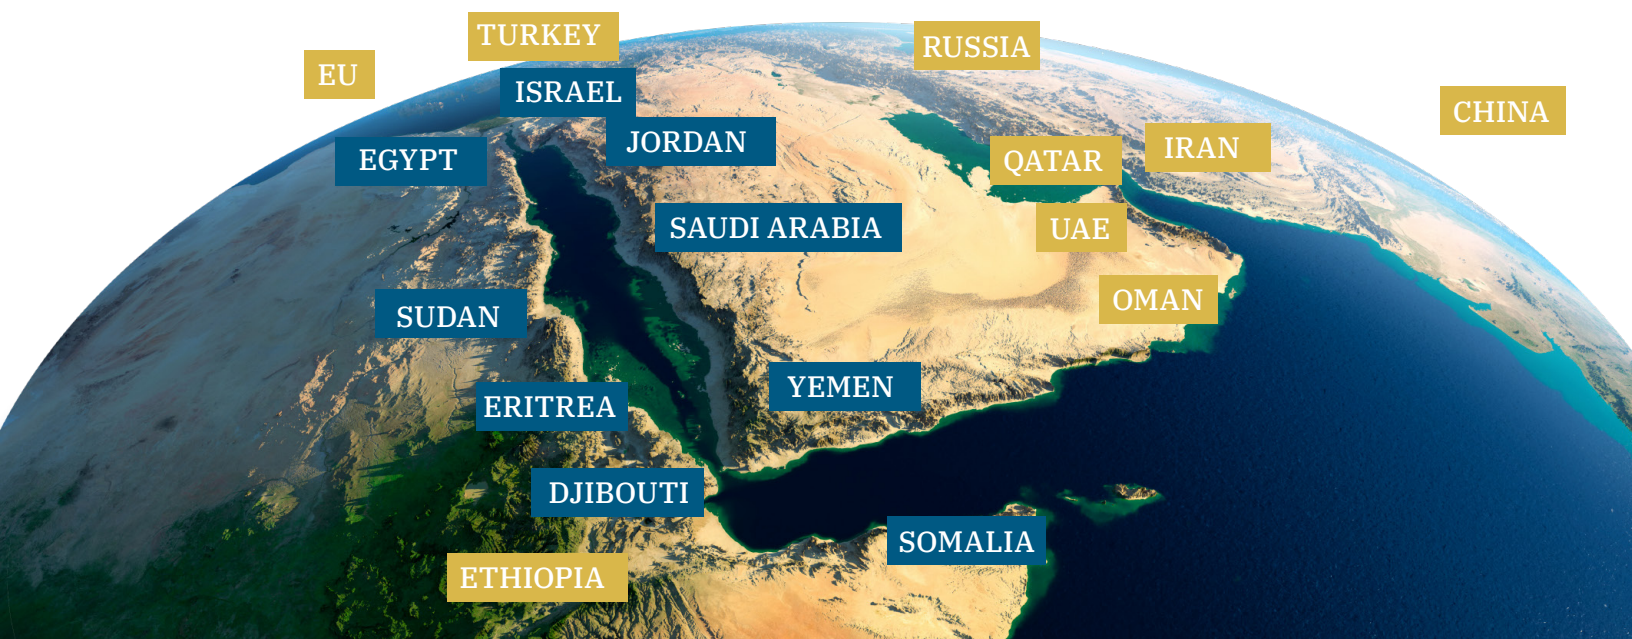 TURKEY
RUSSIA
EU
ISRAEL
CHINA
JORDAN
EGYPT
QATAR
IRAN
SAUDI ARABIA
UAE
OMAN
SUDAN
YEMEN
ERITREA
DJIBOUTI
SOMALIA
ETHIOPIA